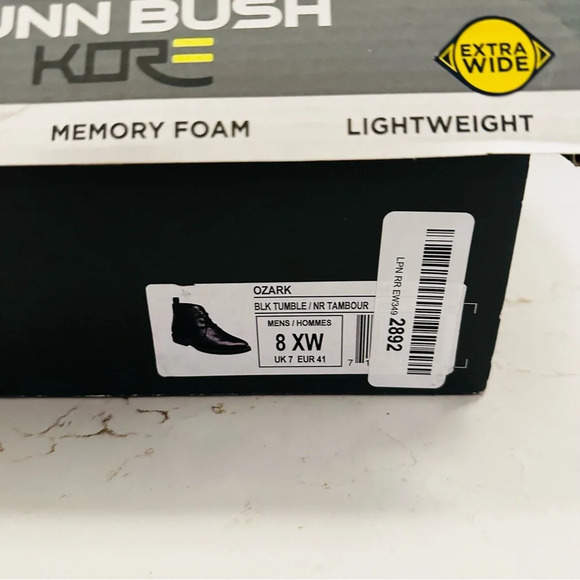 UNN BUSH
KORE
EXTRA
WIDE
MEMORY FOAM LIGHTWEIGHT
OZARK
BLK TUMBLE / NR TAMBOUR
MENS / HOMMES
8 XW
UK 7 EUR 41
7
LPN RR EW349 2892